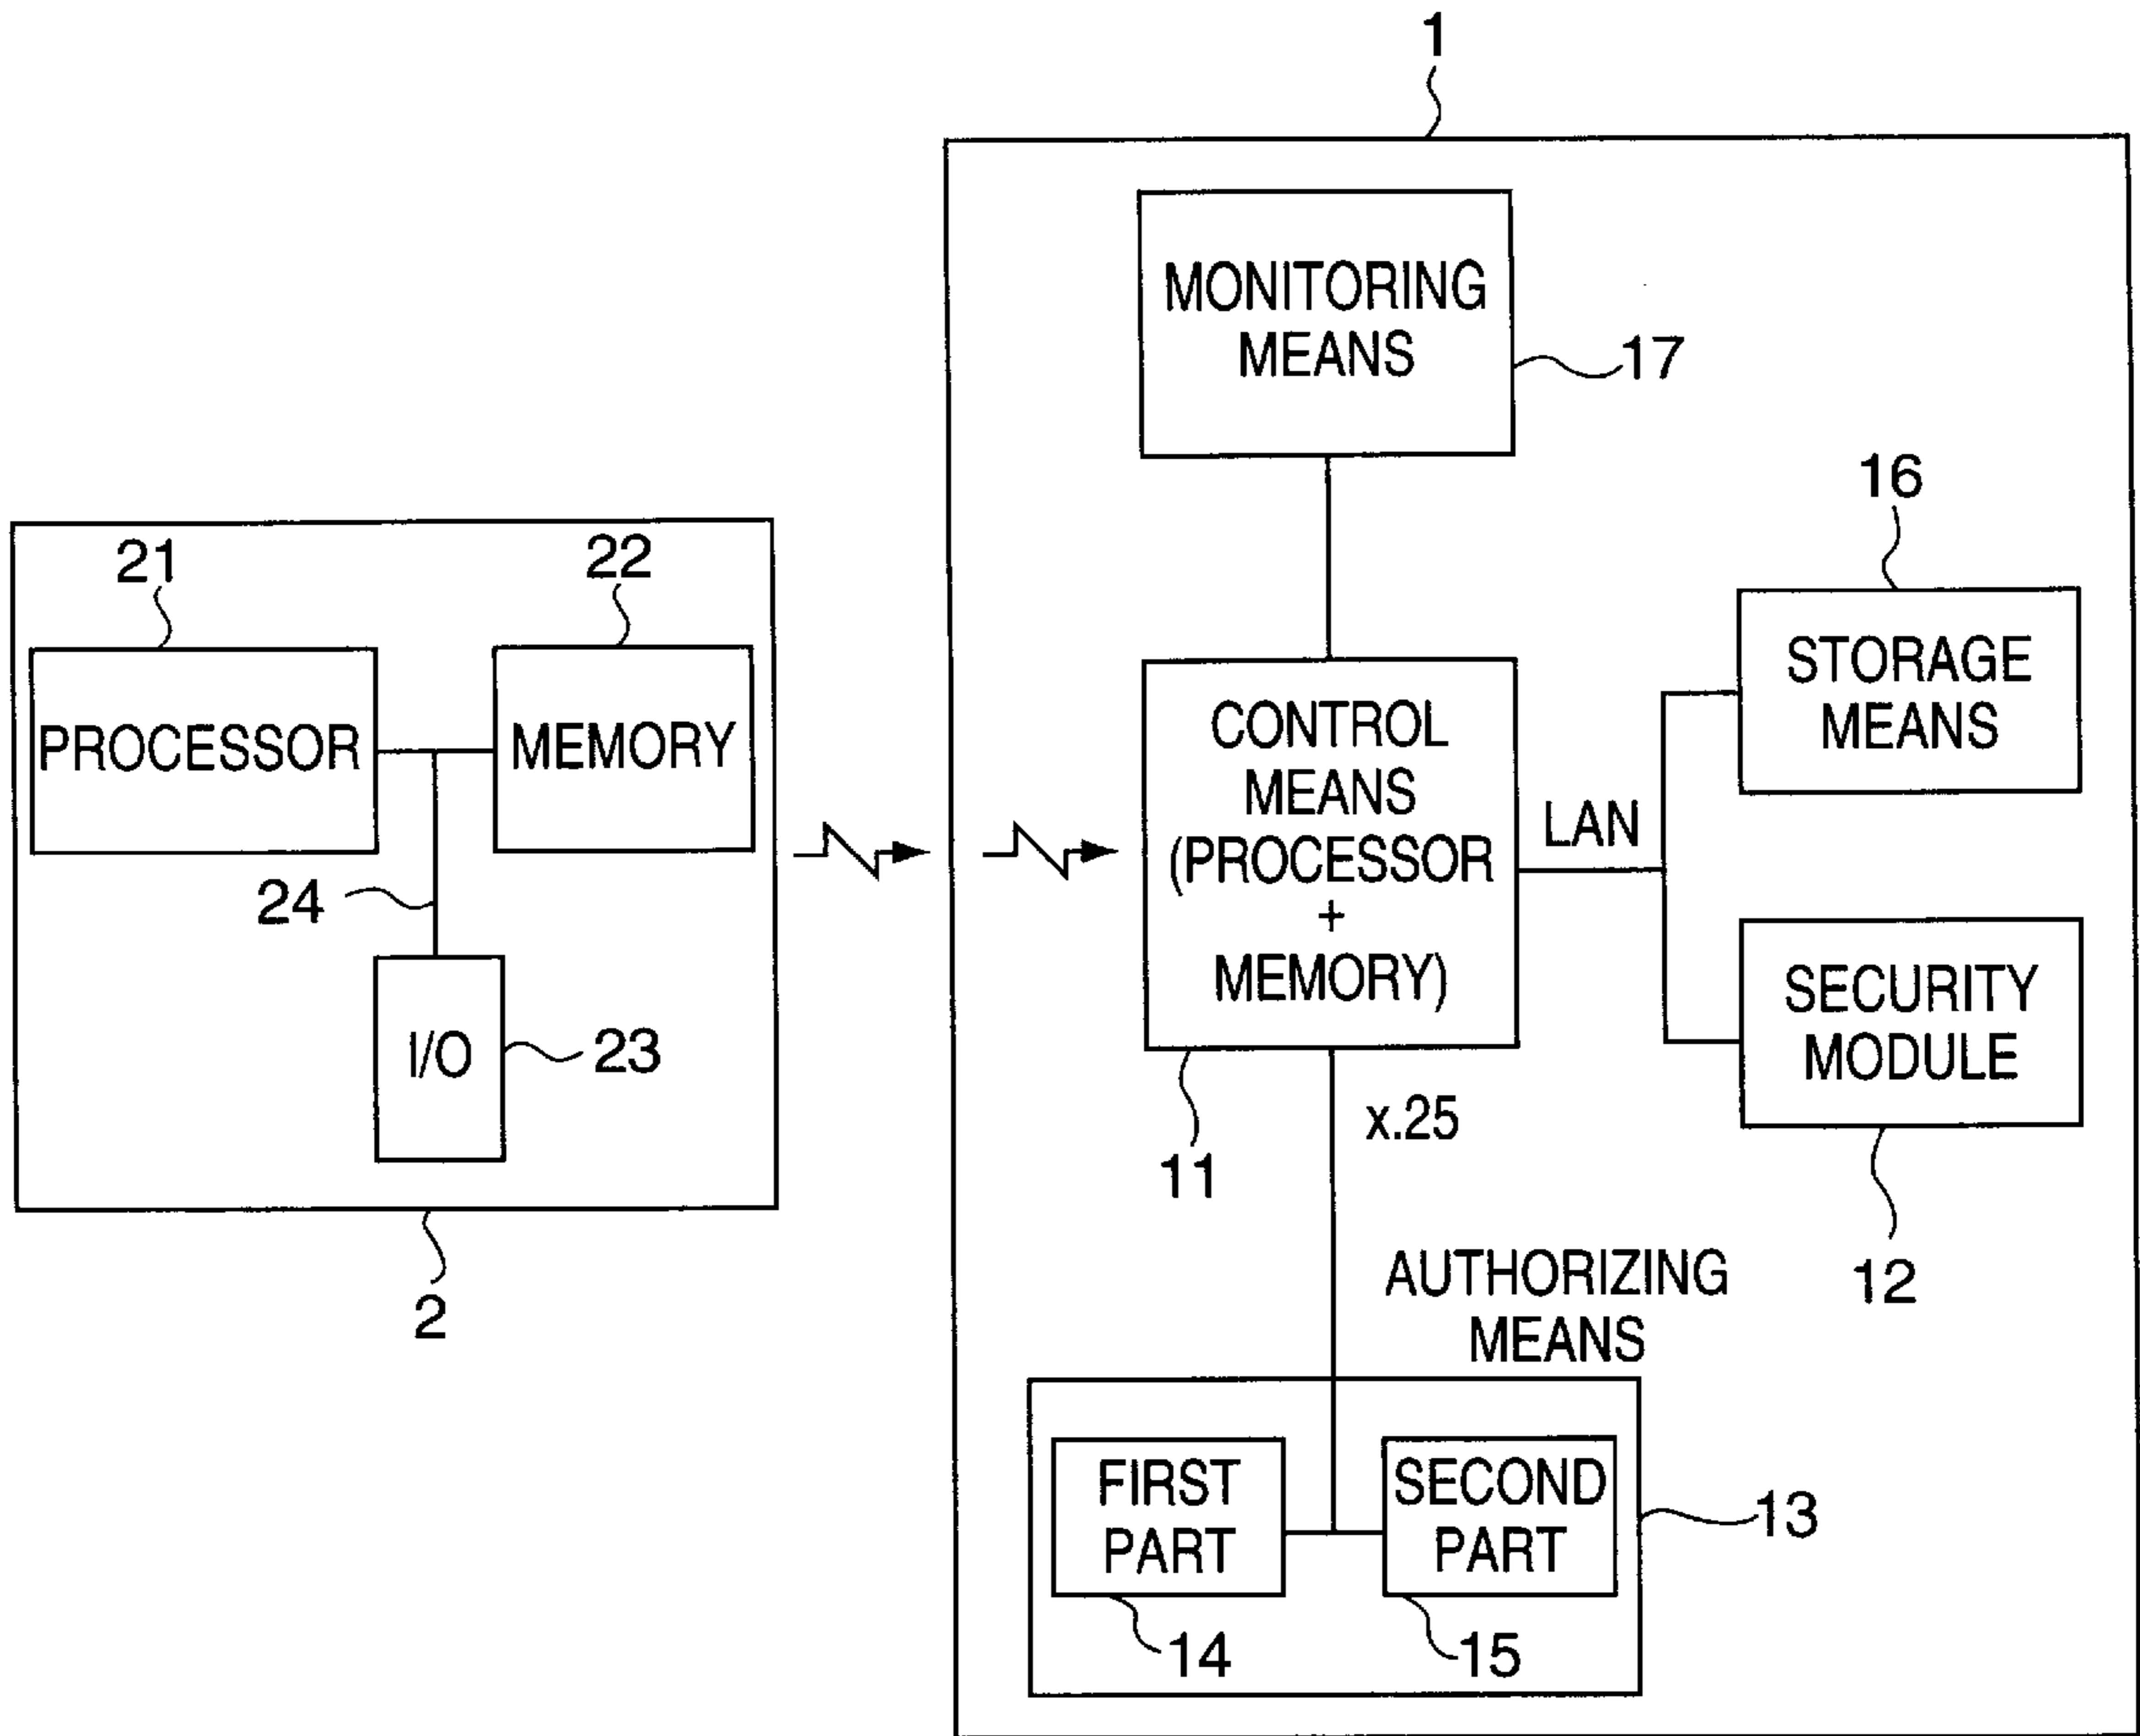 1
MONITORING
MEANS
17
16
21
22
STORAGE
MEANS
PROCESSOR
MEMORY
CONTROL
MEANS
(PROCESSOR
+
MEMORY)
LAN
24
SECURITY
MODULE
I/O
23
x.25
11
12
2
AUTHORIZING
MEANS
FIRST
PART
SECOND
PART
13
14
15